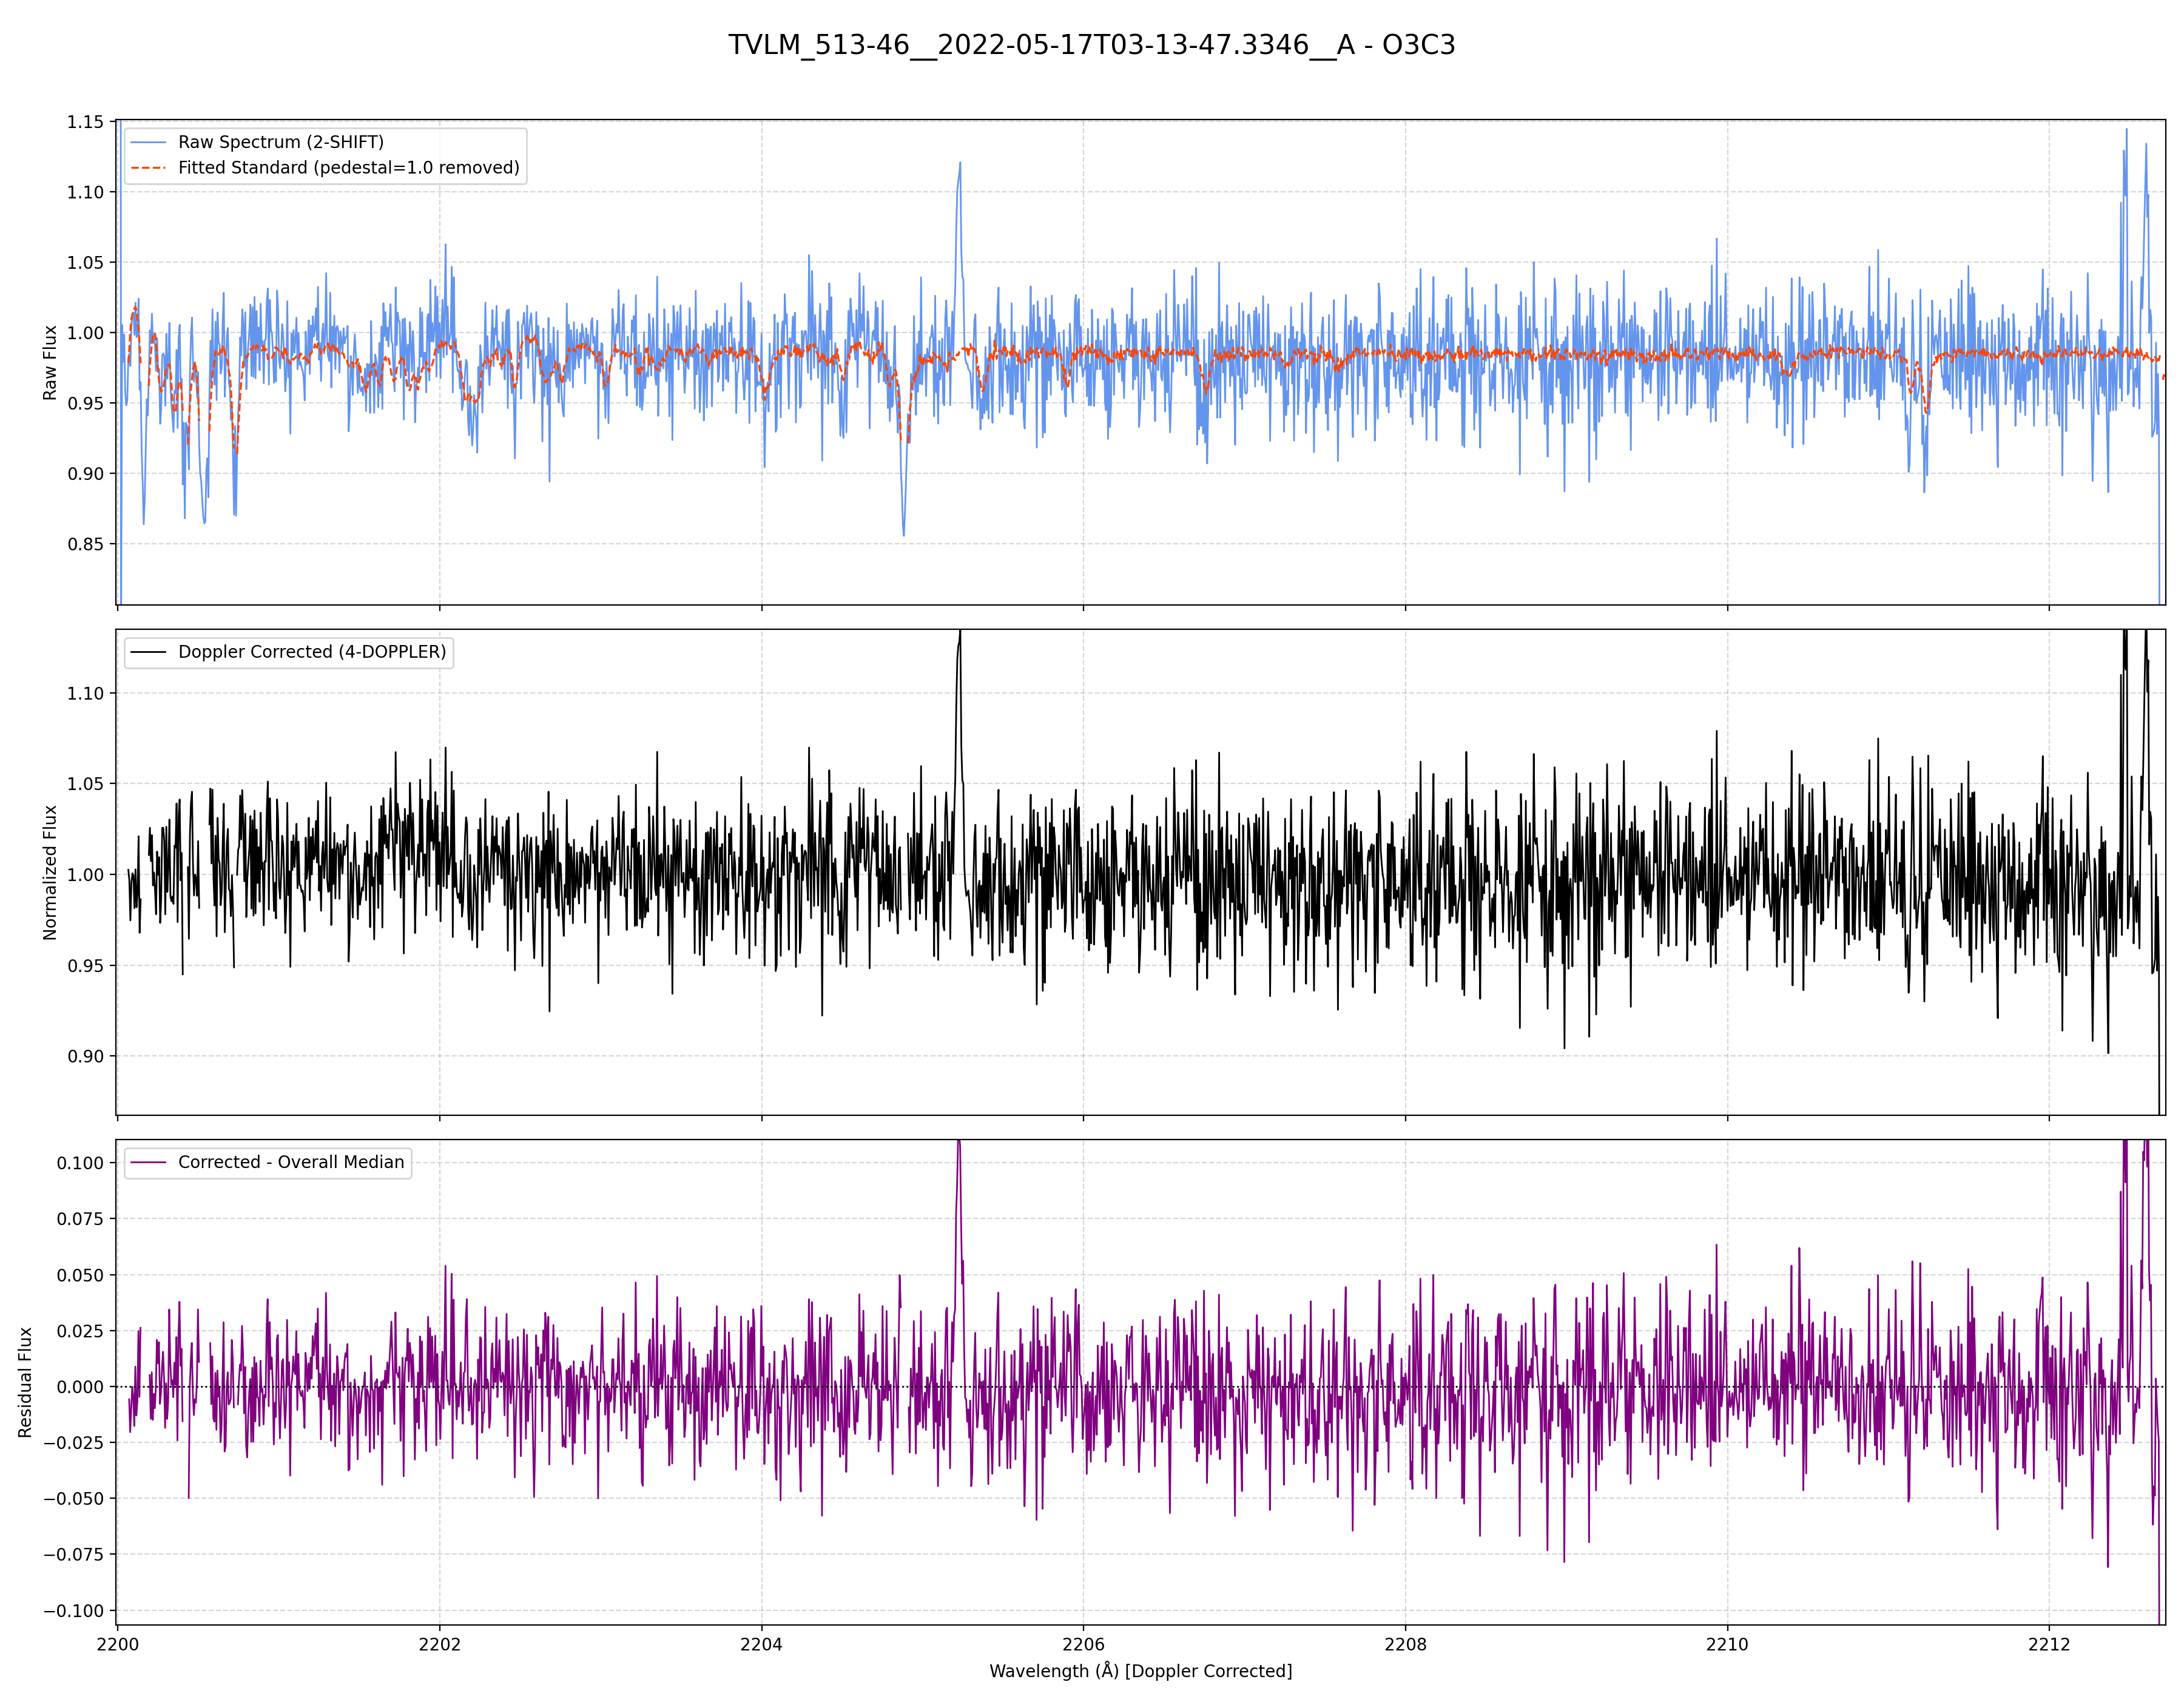 TVLM_513-46__2022-05-17T03-13-47.3346__A - O3C3
1.15
1.10
1.05
1.00
0.95
0.90
0.85
Raw Flux
Raw Spectrum (2-SHIFT)
Fitted Standard (pedestal=1.0 removed)
1.10
1.05
1.00
0.95
0.90
Normalized Flux
Doppler Corrected (4-DOPPLER)
0.100
0.075
0.050
0.025
0.000
−0.025
−0.050
−0.075
−0.100
Residual Flux
Corrected - Overall Median
2200 2202 2204 2206 2208 2210 2212
Wavelength (Å) [Doppler Corrected]